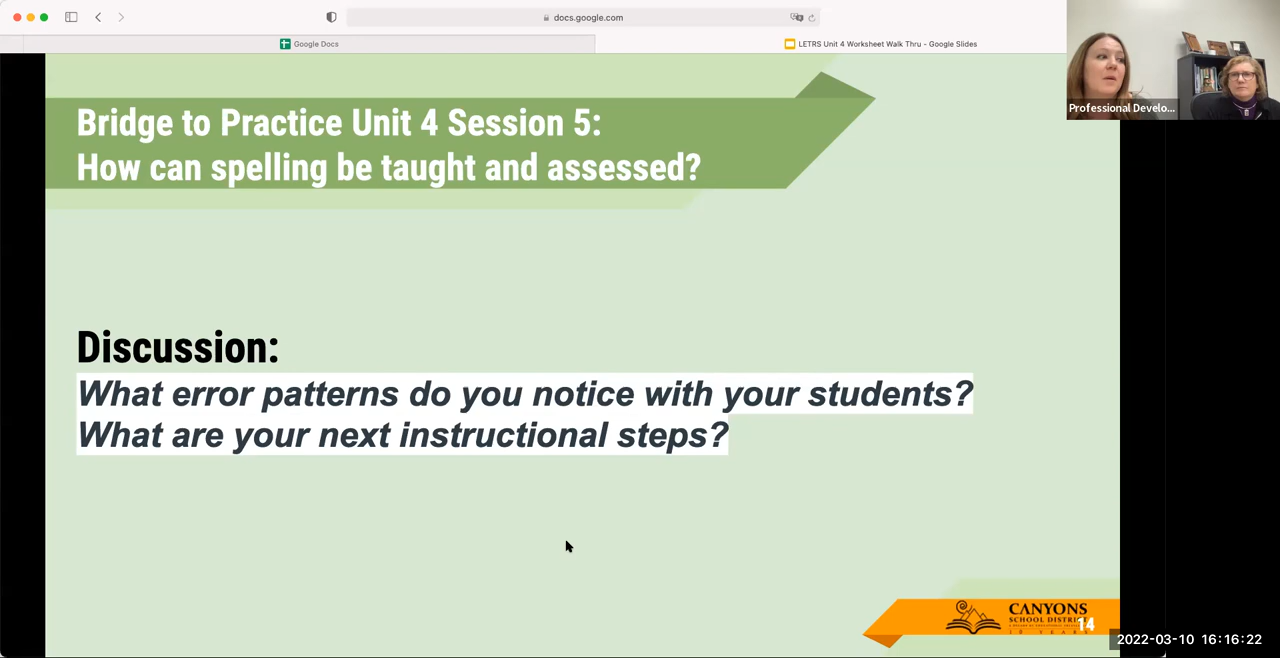 docs.google.com
Google Docs
LETRS Unit 4 Worksheet Walk Thru - Google Slides
Professional Develo...
Bridge to Practice Unit 4 Session 5:
How can spelling be taught and assessed?
Discussion:
What error patterns do you notice with your students?
What are your next instructional steps?
CANYONS
SCHOOL DISTRI
14
2022-03-10 16:16:22